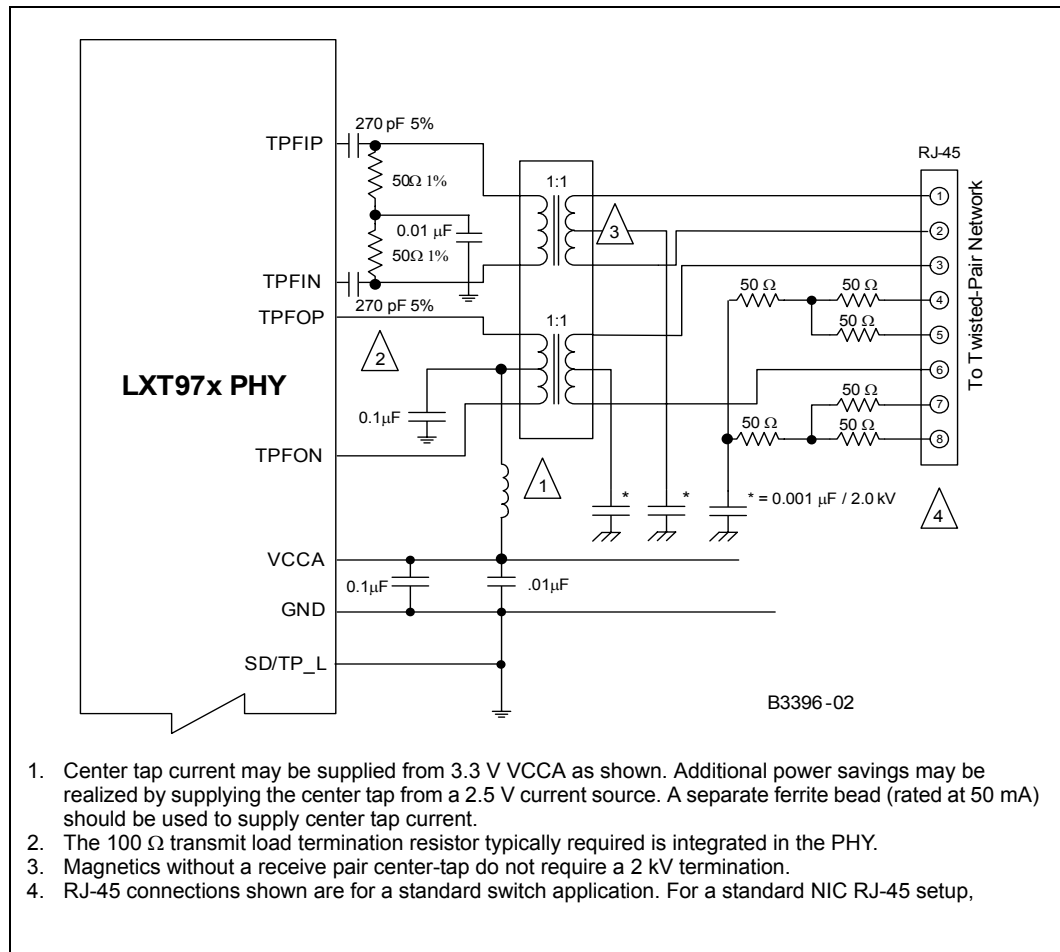 270 pF 5%
TPFIP
RJ-45
50Ω 1%
1:1
1
3
0.01 µF
2
50Ω 1%
3
TPFIN
50 Ω
50 Ω
4
270 pF 5%
TPFOP
1:1
50 Ω
5
2
6
LXT97x PHY
50 Ω
7
0.1µF
50 Ω
50 Ω
8
TPFON
1
*
*
* = 0.001 µF / 2.0 kV
4
To Twisted-Pair Network
VCCA
0.1µF
.01µF
GND
SD/TP_L
B3396-02
1. Center tap current may be supplied from 3.3 V VCCA as shown. Additional power savings may be
realized by supplying the center tap from a 2.5 V current source. A separate ferrite bead (rated at 50 mA)
should be used to supply center tap current.
2. The 100 Ω transmit load termination resistor typically required is integrated in the PHY.
3. Magnetics without a receive pair center-tap do not require a 2 kV termination.
4. RJ-45 connections shown are for a standard switch application. For a standard NIC RJ-45 setup,